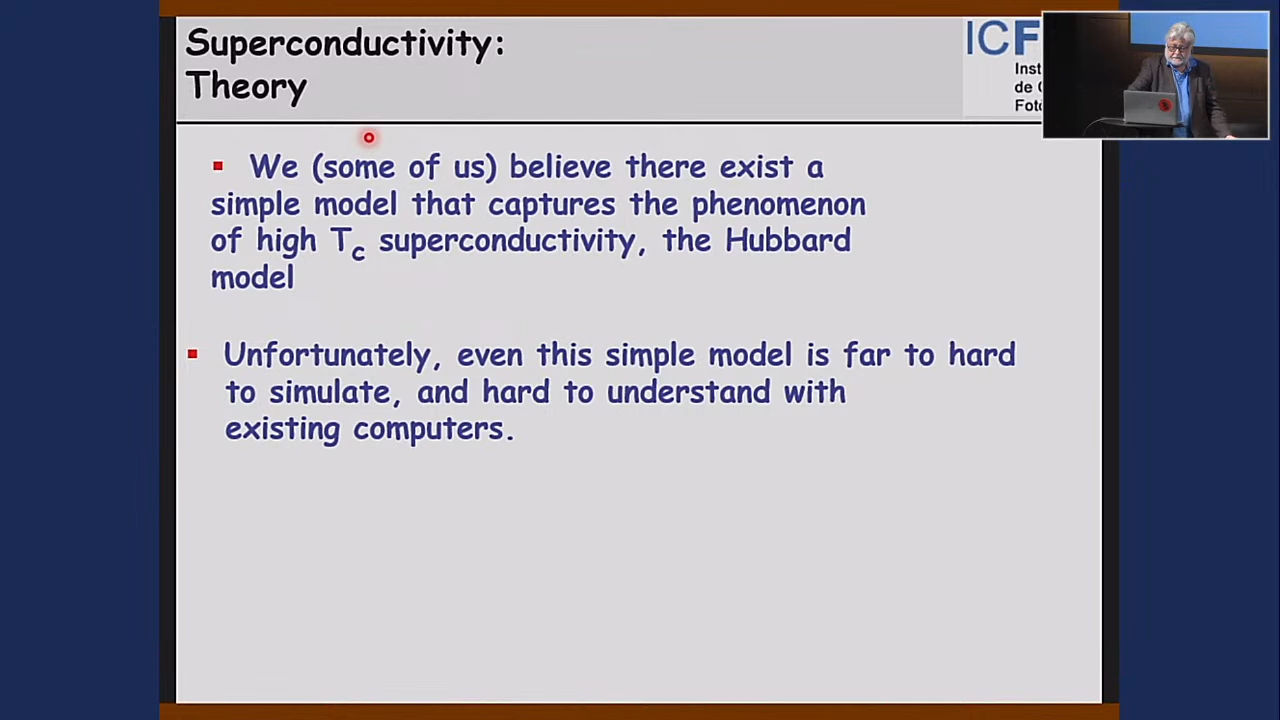 Superconductivity:
Theory
ICF
Inst
de
Fotó
We (some of us) believe there exist a
simple model that captures the phenomenon
of high Tc superconductivity, the Hubbard
model
Unfortunately, even this simple model is far to hard
to simulate, and hard to understand with
existing computers.